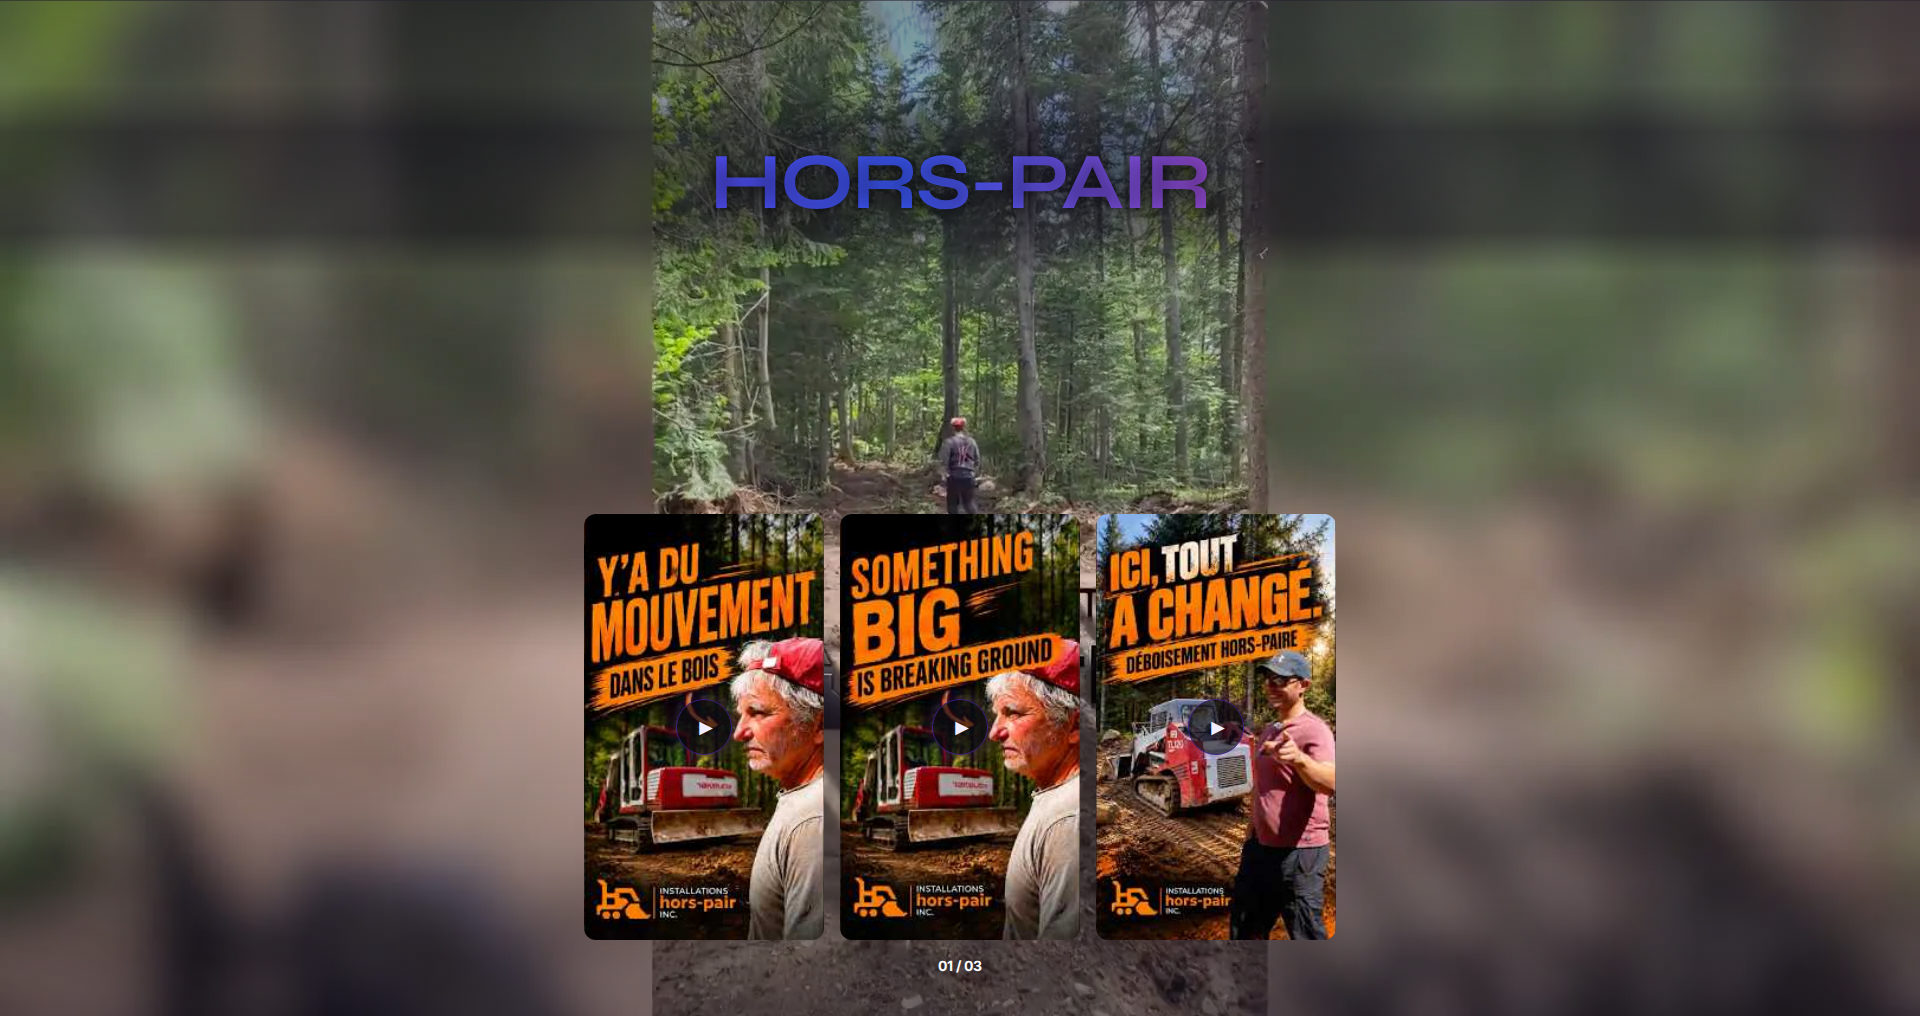 HORS-PAIR
Y'A DU
MOUVEMENT
DANS LE BOIS
INSTALLATIONS
hors-pair
INC.
SOMETHING
BIG
IS BREAKING GROUND
INSTALLATIONS
hors-pair
INC.
ICI, TOUT
A CHANGÉ.
DÉBOISEMENT HORS-PAIRE
TL120
INSTALLATIONS
hors-pair
INC.
01 / 03